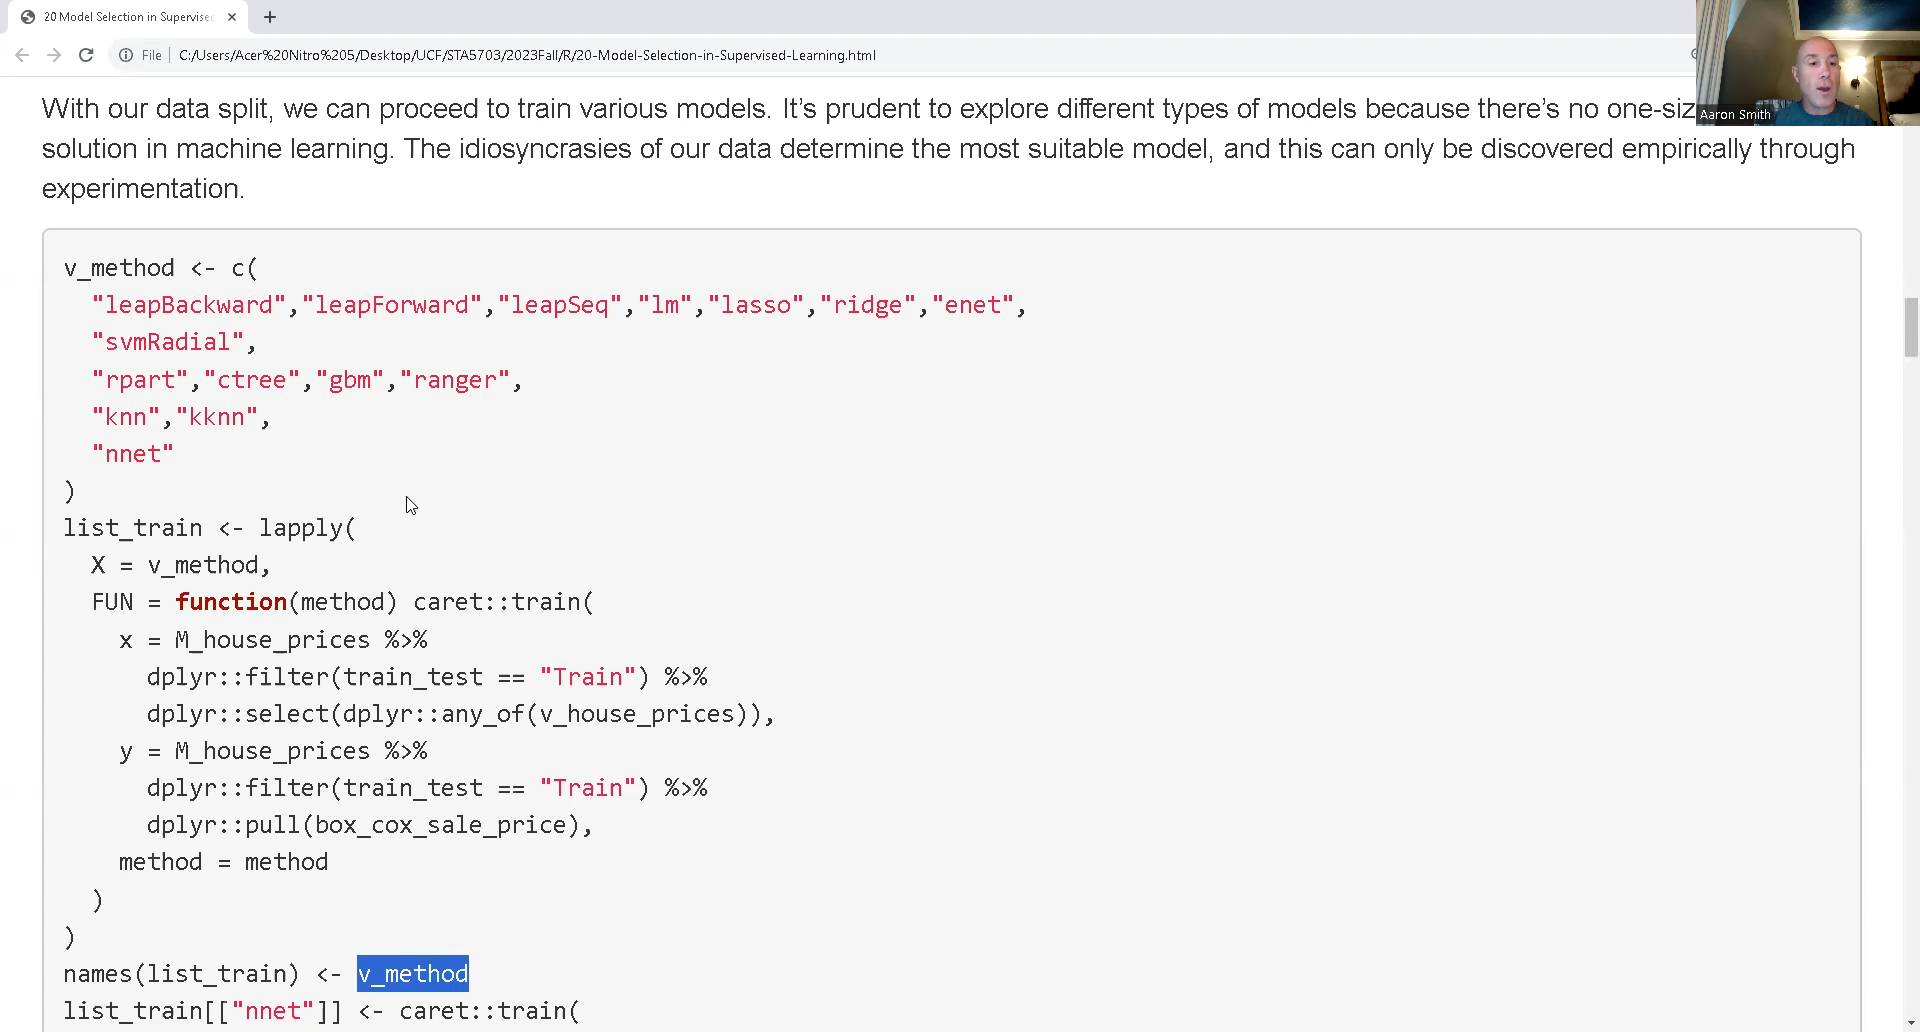 20 Model Selection in Supervised
File C:/Users/Acer%20Nitro%205/Desktop/UCF/STA5703/2023Fall/R/20-Model-Selection-in-Supervised-Learning.html
Aaron Smith
With our data split, we can proceed to train various models. It's prudent to explore different types of models because there's no one-siz
solution in machine learning. The idiosyncrasies of our data determine the most suitable model, and this can only be discovered empirically through
experimentation.
v_method <- c(
"leapBackward","leapForward","leapSeq","lm","lasso","ridge","enet",
"svmRadial",
"rpart","ctree","gbm","ranger",
"knn","kknn",
"nnet"
)
list_train <- lapply(
X = v_method,
FUN = function(method) caret::train(
x = M_house_prices %>%
dplyr::filter(train_test == "Train") %>%
dplyr::select(dplyr::any_of(v_house_prices)),
y = M_house_prices %>%
dplyr::filter(train_test == "Train") %>%
dplyr::pull(box_cox_sale_price),
method = method
)
)
names(list_train) <- v_method
list_train[["nnet"]] <- caret::train(